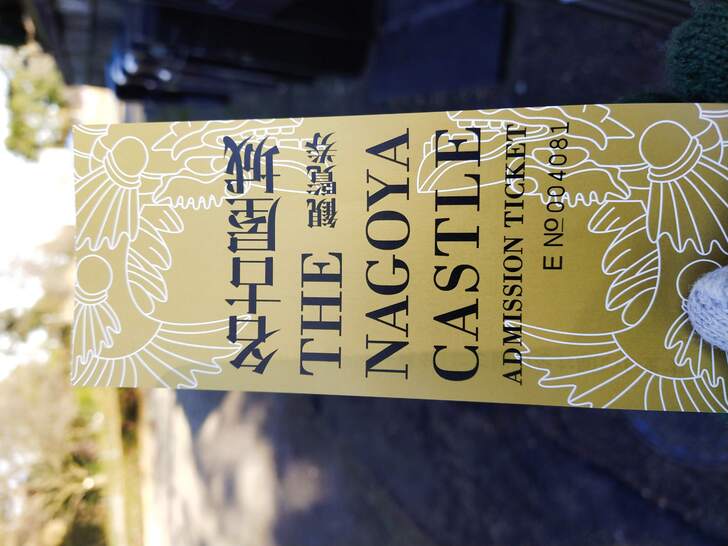 名古屋城
観覧券
THE
NAGOYA
CASTLE
ADMISSION TICKET
E No 004081